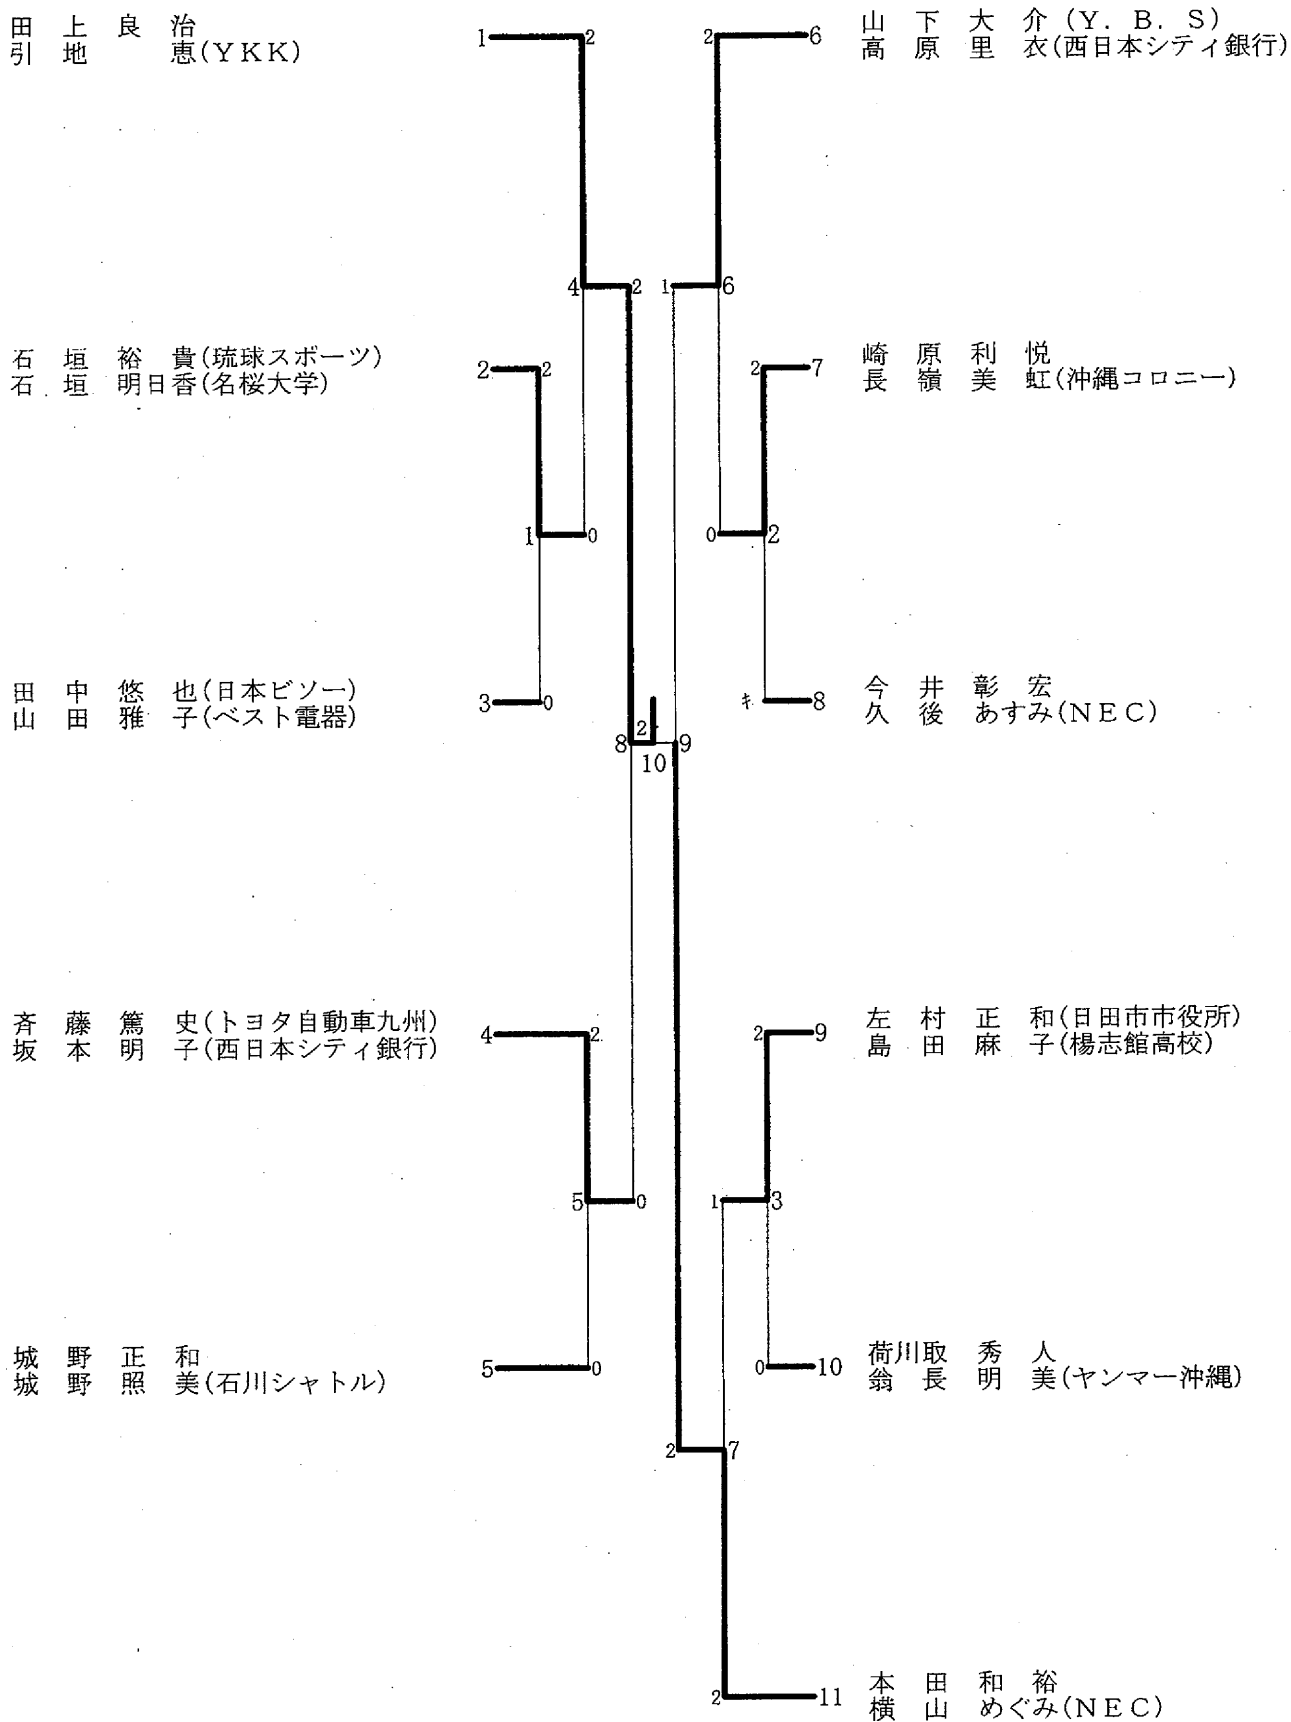 田上良治
引地 恵(YKK)
1 2
2 6
山下大介(Y.B.S)
高原里衣(西日本シティ銀行)
4 2
1 6
石垣裕貴(琉球スポーツ)
石垣明日香(名桜大学)
2 2
2 7
崎原利悦
長嶺美虹(沖縄コロニー)
1 0
0 2
田中悠也(日本ビソー)
山田雅子(ベスト電器)
3 0
キ 8
今井彰宏
久後あすみ(NEC)
8 2 9
10
斉藤篤史(トヨタ自動車九州)
坂本明子(西日本シティ銀行)
4 2
2 9
左村正和(日田市市役所)
島田麻子(楊志館高校)
5 0
1 3
城野正和
城野照美(石川シャトル)
5 0
0 10
荷川取秀人
翁長明美(ヤンマー沖縄)
2 7
2 11
本田和裕
横山めぐみ(NEC)